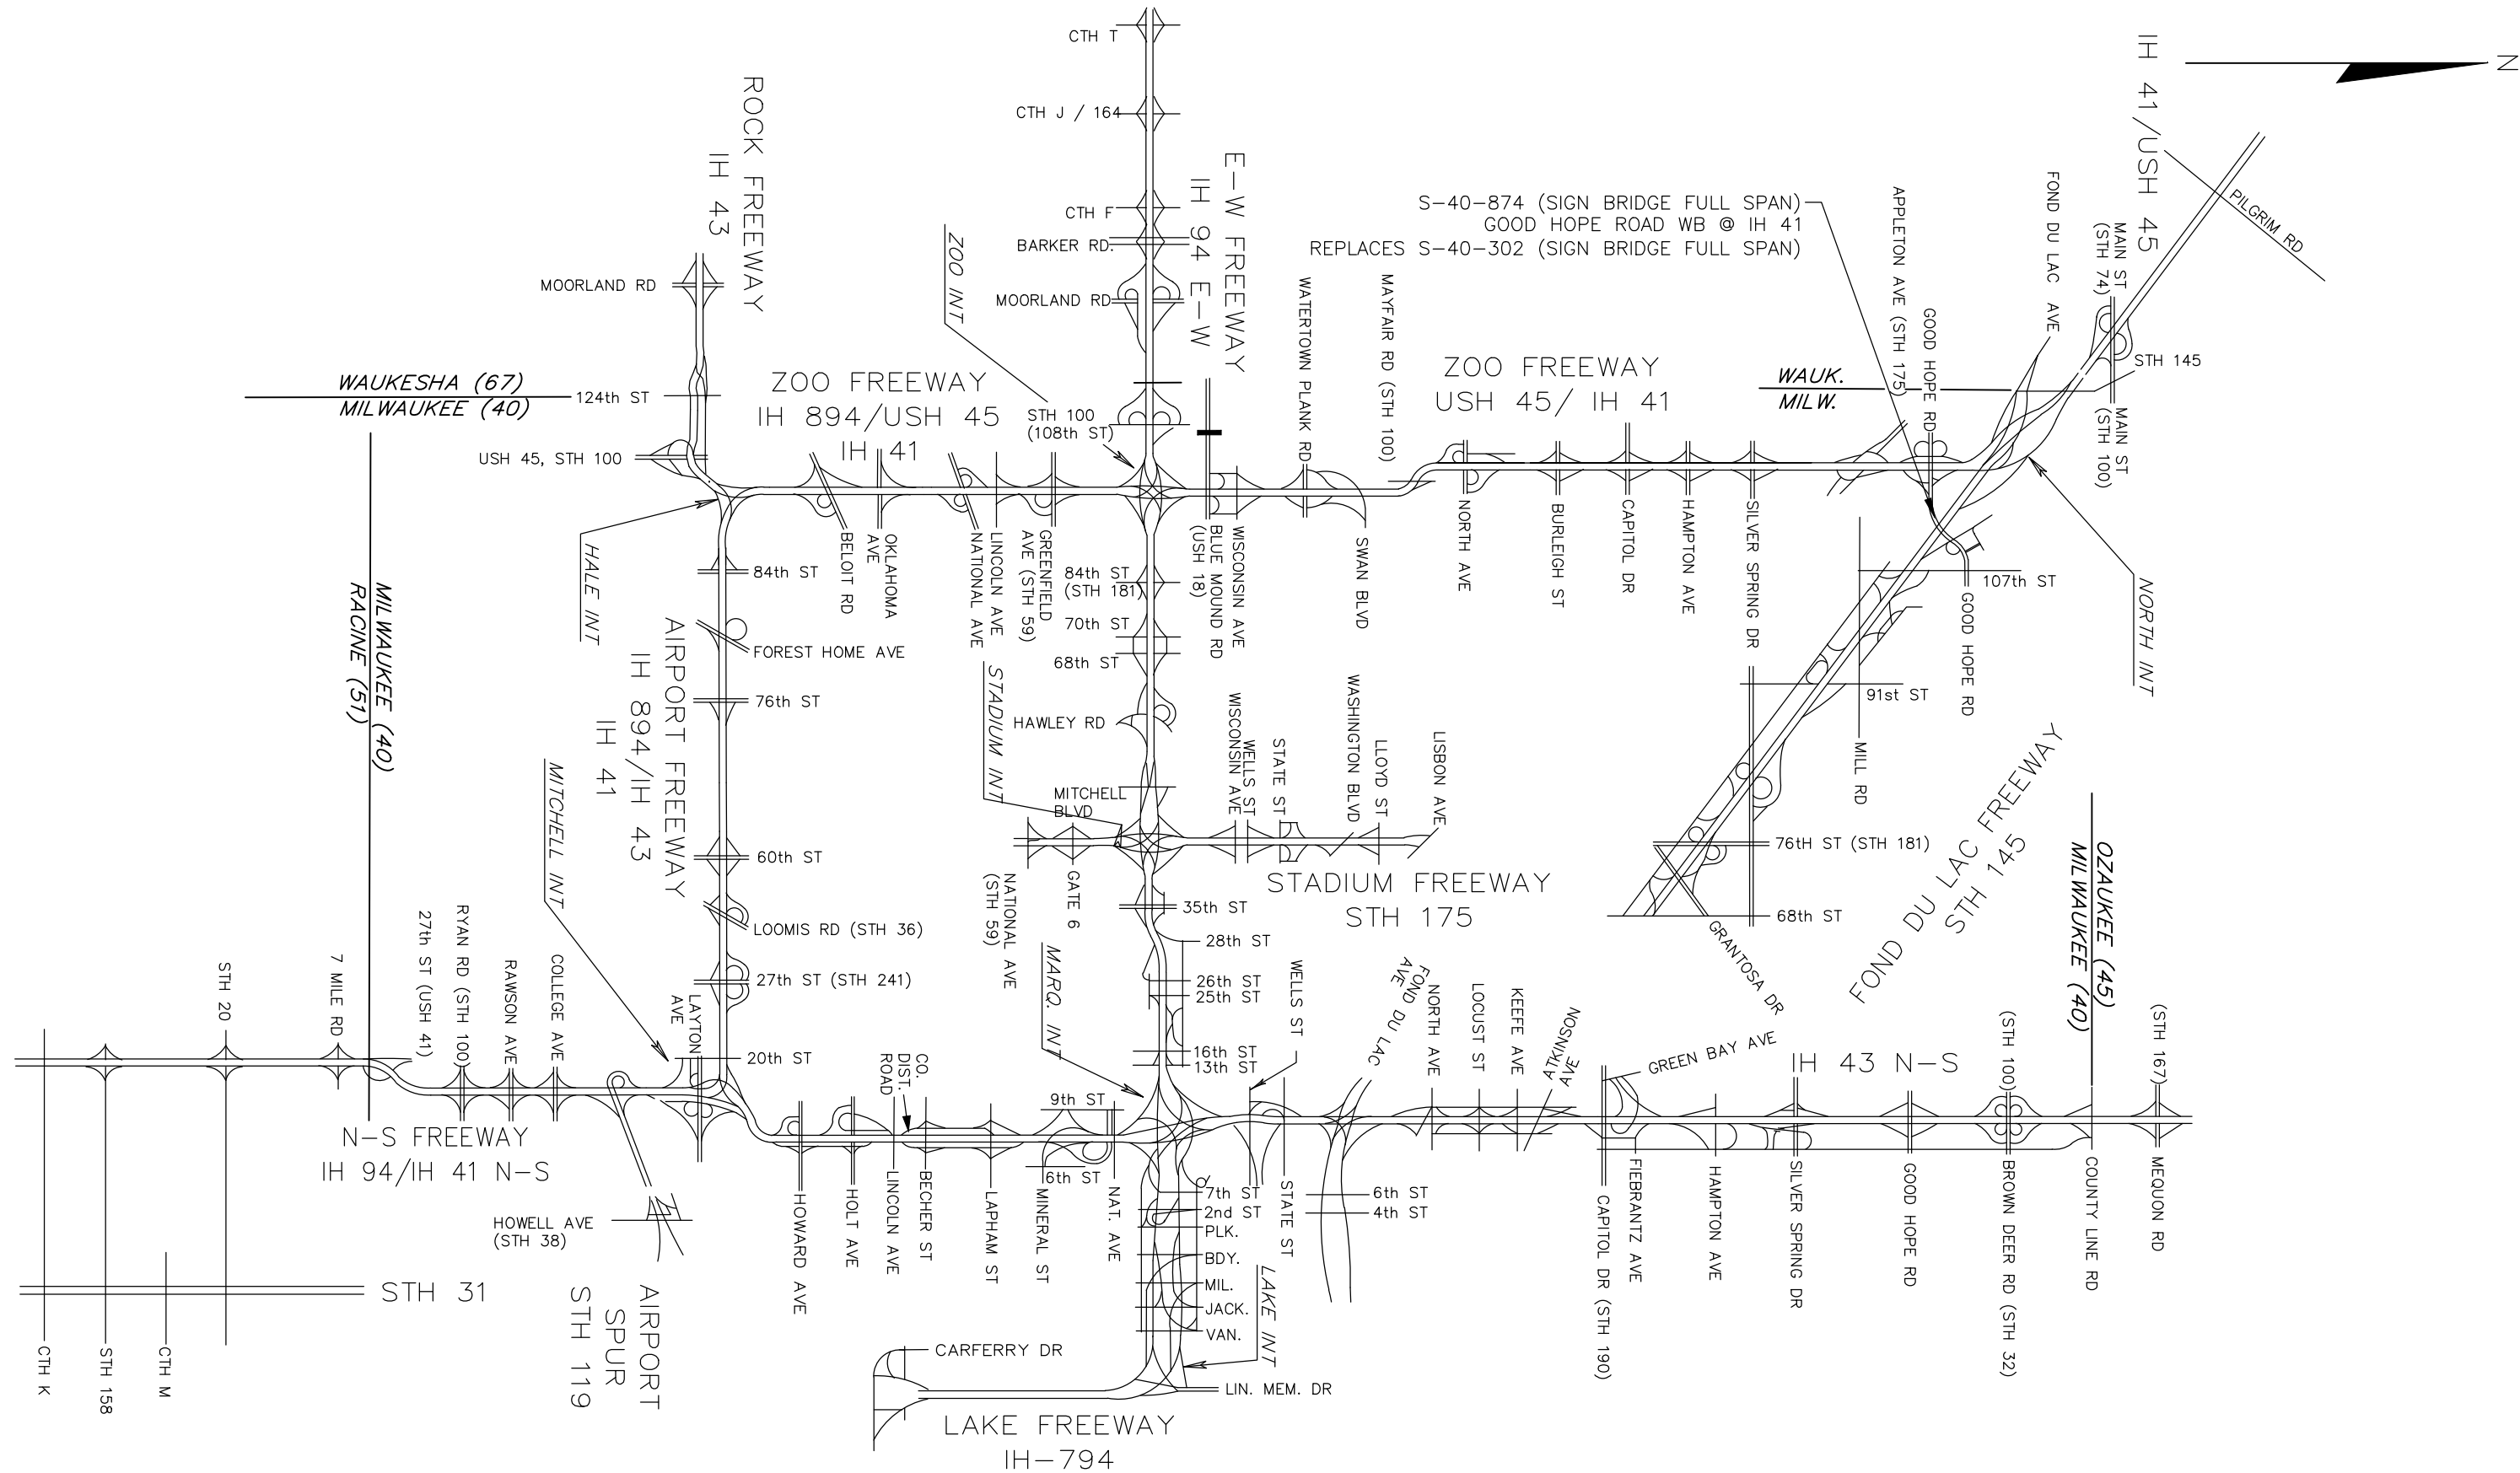 CTH T
CTH J / 164
CTH F
BARKER RD.
MOORLAND RD
E-W FREEWAY
IH 94 E-W
ROCK FREEWAY
IH 43
MOORLAND RD
WAUKESHA (67)
MILWAUKEE (40)
124th ST
USH 45, STH 100
ZOO INT
ZOO FREEWAY
IH 894/USH 45
IH 41
STH 100
(108th ST)
S-40-874 (SIGN BRIDGE FULL SPAN)
GOOD HOPE ROAD WB @ IH 41
REPLACES S-40-302 (SIGN BRIDGE FULL SPAN)
WATERTOWN PLANK RD
MAYFAIR RD (STH 100)
ZOO FREEWAY
USH 45/ IH 41
APPLETON AVE (STH 175)
GOOD HOPE RD
FOND DU LAC AVE
IH 41/USH 45
N
PILGRIM RD
MAIN ST
(STH 74)
STH 145
MAIN ST
(STH 100)
WAUK.
MILW.
HALE INT
BELOIT RD
OKLAHOMA
AVE
NATIONAL AVE
LINCOLN AVE
GREENFIELD
AVE (STH 59)
BLUE MOUND RD
(USH 18)
WISCONSIN AVE
SWAN BLVD
NORTH AVE
BURLEIGH ST
CAPITOL DR
HAMPTON AVE
SILVER SPRING DR
107th ST
GOOD HOPE RD
NORTH INT
84th ST
FOREST HOME AVE
76th ST
60th ST
LOOMIS RD (STH 36)
27th ST (STH 241)
AIRPORT FREEWAY
IH 894/IH 43
IH 41
MILWAUKEE (40)
RACINE (51)
84th ST
(STH 181)
70th ST
68th ST
HAWLEY RD
STADIUM INT
MITCHELL
BLVD
WISCONSIN AVE
WELLS ST
STATE ST
WASHINGTON BLVD
LLOYD ST
LISBON AVE
NATIONAL AVE
(STH 59)
GATE 6
STADIUM FREEWAY
STH 175
91st ST
MILL RD
76tH ST (STH 181)
68th ST
GRANTOSA DR
FOND DU LAC FREEWAY
STH 145
OZAUKEE (45)
MILWAUKEE (40)
35th ST
28th ST
26th ST
25th ST
16th ST
13th ST
MARQ. INT
MITCHELL INT
LAYTON
AVE
20th ST
COLLEGE AVE
RAWSON AVE
RYAN RD (STH 100)
27th ST (USH 41)
7 MILE RD
STH 20
N-S FREEWAY
IH 94/IH 41 N-S
HOWELL AVE
(STH 38)
STH 31
CTH K
STH 158
CTH M
AIRPORT
SPUR
STH 119
CO.
DIST.
ROAD
HOWARD AVE
HOLT AVE
LINCOLN AVE
BECHER ST
LAPHAM ST
9th ST
6th ST
MINERAL ST
NAT. AVE
WELLS ST
FOND DU LAC
AVE
NORTH AVE
LOCUST ST
KEEFE AVE
ATKINSON
AVE
GREEN BAY AVE
IH 43 N-S
(STH 100)
(STH 167)
7th ST
2nd ST
PLK.
BDY.
MIL.
JACK.
VAN.
STATE ST
6th ST
4th ST
LAKE INT
CAPITOL DR (STH 190)
FIEBRANTZ AVE
HAMPTON AVE
SILVER SPRING DR
GOOD HOPE RD
BROWN DEER RD (STH 32)
COUNTY LINE RD
MEQUON RD
CARFERRY DR
LIN. MEM. DR
LAKE FREEWAY
IH-794